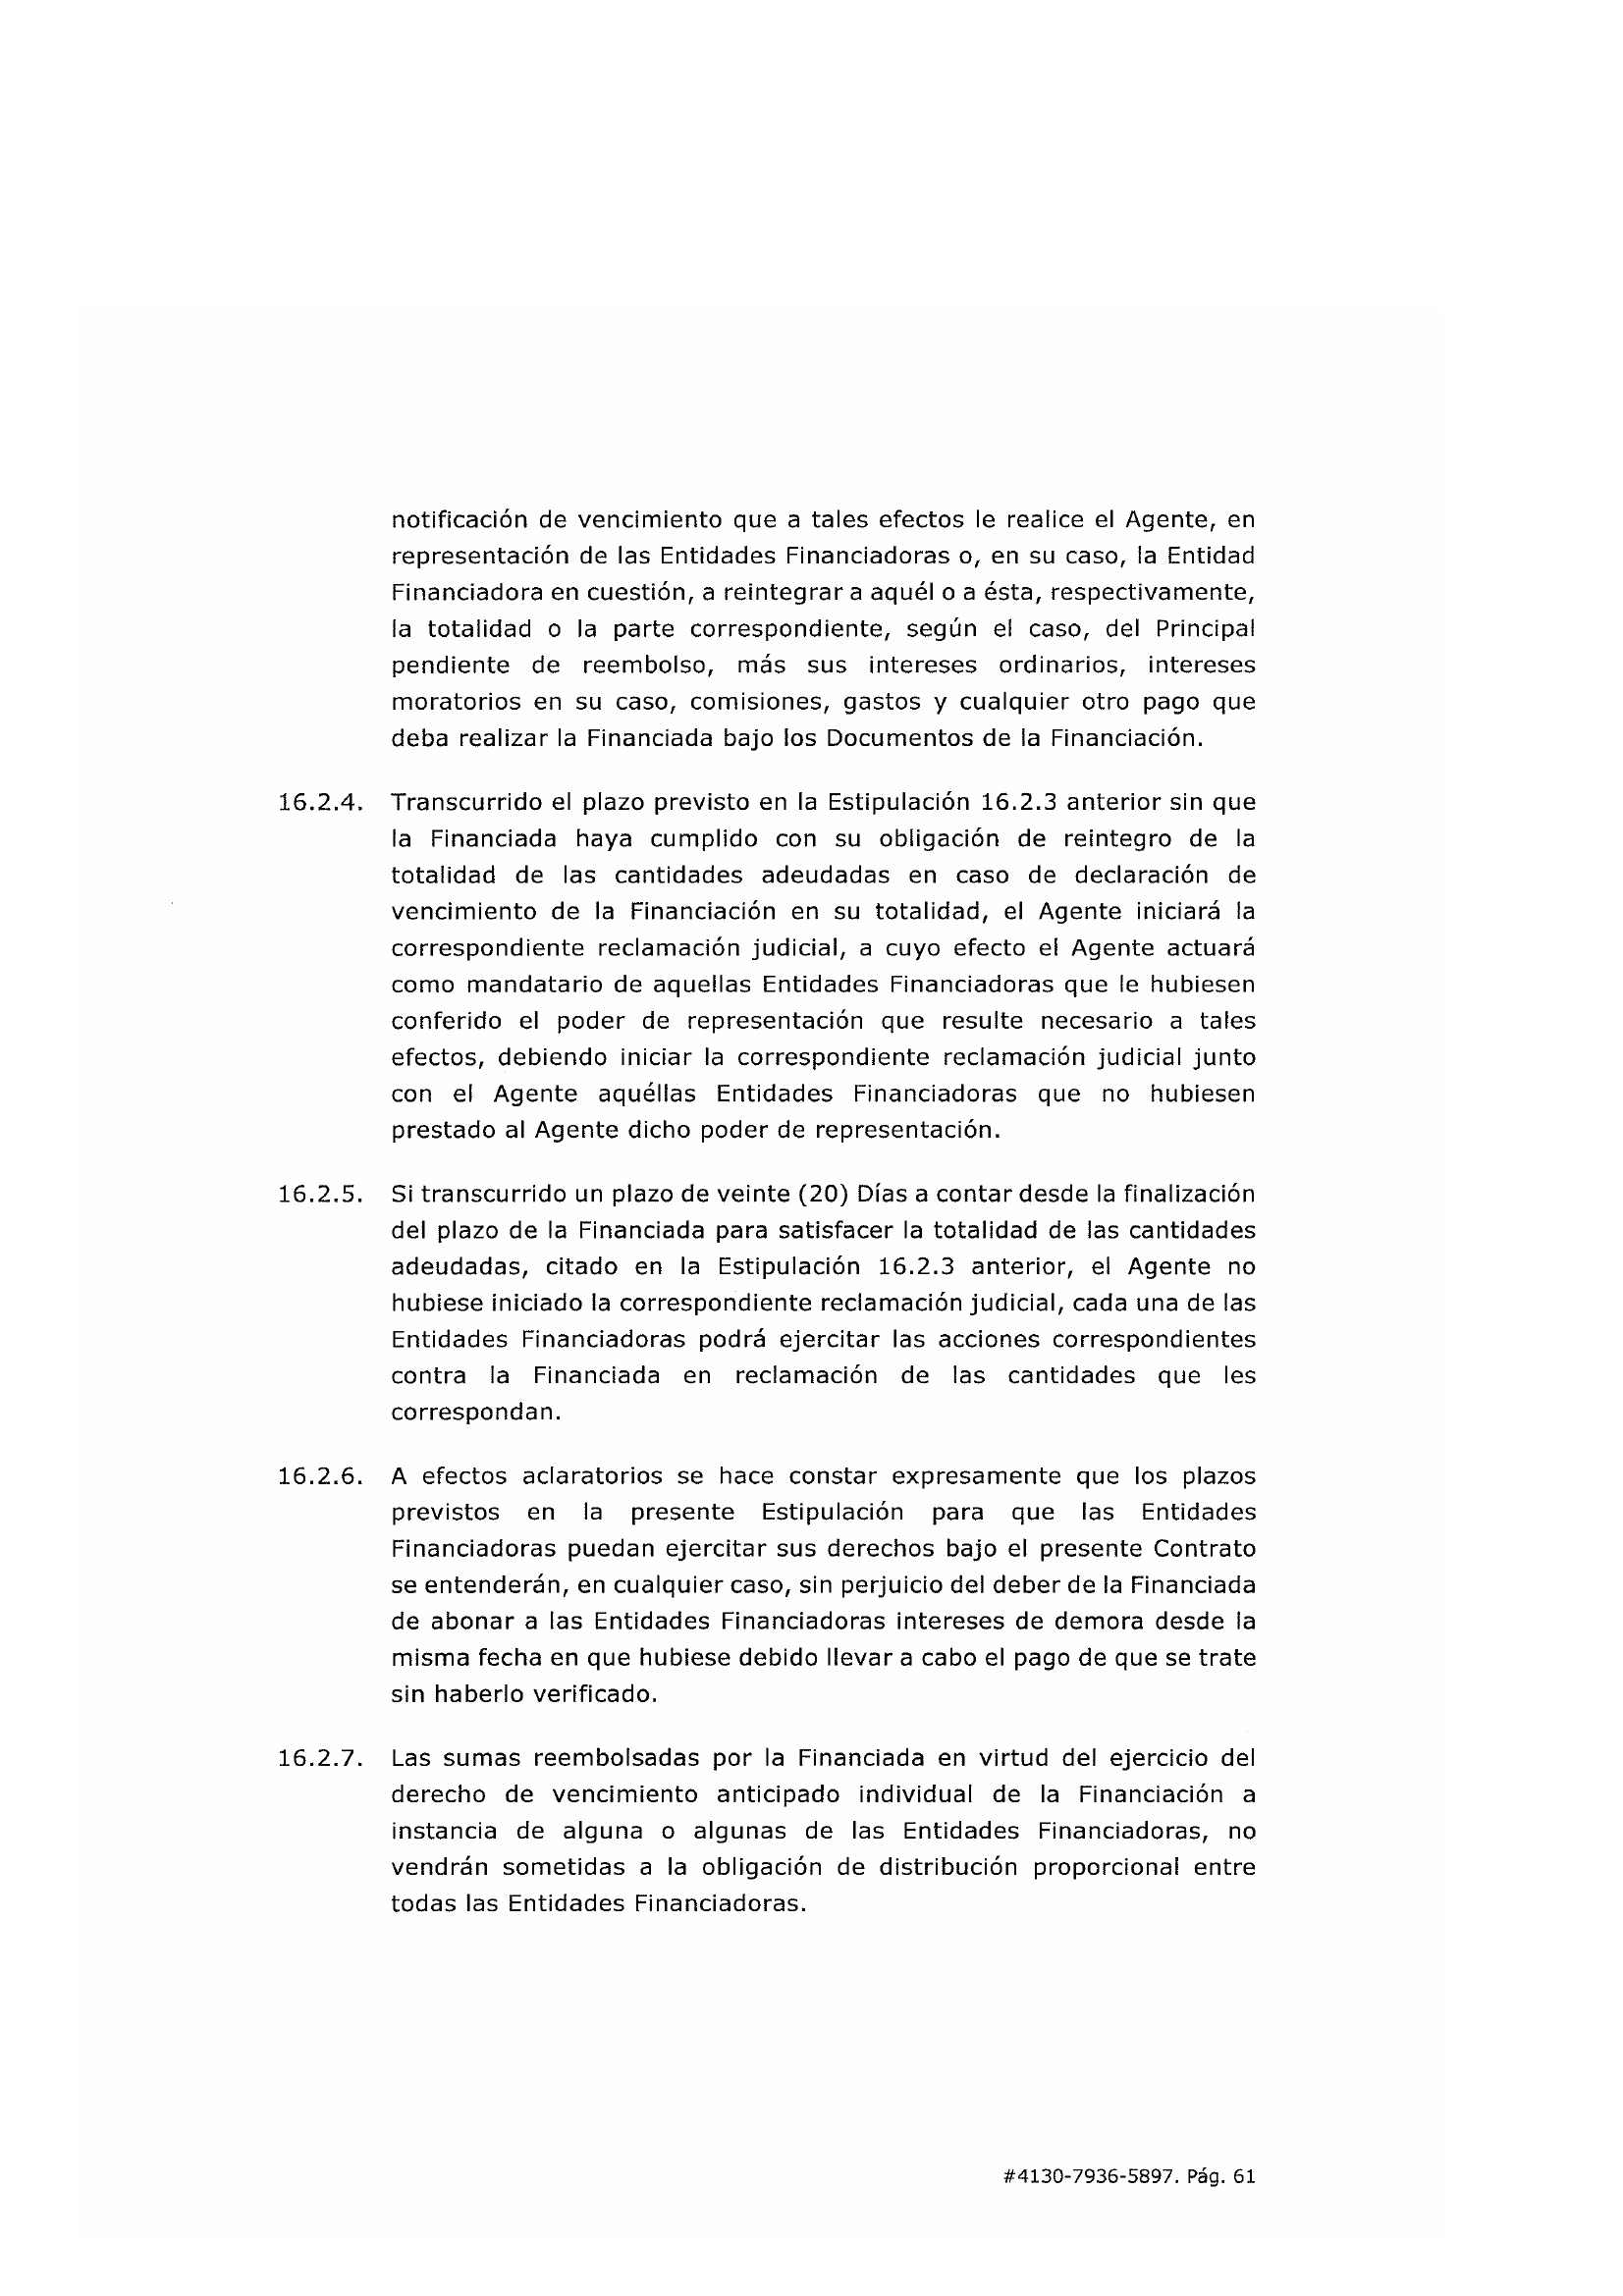 notificación de vencimiento que a tales efectos le realice el Agente, en
representación de las Entidades Financiadoras o, en su caso, la Entidad
Financiadora en cuestión, a reintegrar a aquél o a ésta, respectivamente,
la totalidad o la parte correspondiente, según el caso, del Principal
pendiente de reembolso, más sus intereses ordinarios, intereses
moratorios en su caso, comisiones, gastos y cualquier otro pago que
deba realizar la Financiada bajo los Documentos de la Financiación.
16.2.4. Transcurrido el plazo previsto en la Estipulación 16.2.3 anterior sin que
la Financiada haya cumplido con su obligación de reintegro de la
totalidad de las cantidades adeudadas en caso de declaración de
vencimiento de la Financiación en su totalidad, el Agente iniciará la
correspondiente reclamación judicial, a cuyo efecto el Agente actuará
como mandatario de aquellas Entidades Financiadoras que le hubiesen
conferido el poder de representación que resulte necesario a tales
efectos, debiendo iniciar la correspondiente reclamación judicial junto
con el Agente aquéllas Entidades Financiadoras que no hubiesen
prestado al Agente dicho poder de representación.
16.2.5. Si transcurrido un plazo de veinte (20) Días a contar desde la finalización
del plazo de la Financiada para satisfacer la totalidad de las cantidades
adeudadas, citado en la Estipulación 16.2.3 anterior, el Agente no
hubiese iniciado la correspondiente reclamación judicial, cada una de las
Entidades Financiadoras podrá ejercitar las acciones correspondientes
contra la Financiada en reclamación de las cantidades que les
correspondan.
16.2.6. A efectos aclaratorios se hace constar expresamente que los plazos
previstos en la presente Estipulación para que las Entidades
Financiadoras puedan ejercitar sus derechos bajo el presente Contrato
se entenderán, en cualquier caso, sin perjuicio del deber de la Financiada
de abonar a las Entidades Financiadoras intereses de demora desde la
misma fecha en que hubiese debido llevar a cabo el pago de que se trate
sin haberlo verificado.
16.2.7. Las sumas reembolsadas por la Financiada en virtud del ejercicio del
derecho de vencimiento anticipado individual de la Financiación a
instancia de alguna o algunas de las Entidades Financiadoras, no
vendrán sometidas a la obligación de distribución proporcional entre
todas las Entidades Financiadoras.
#4130-7936-5897. Pág. 61